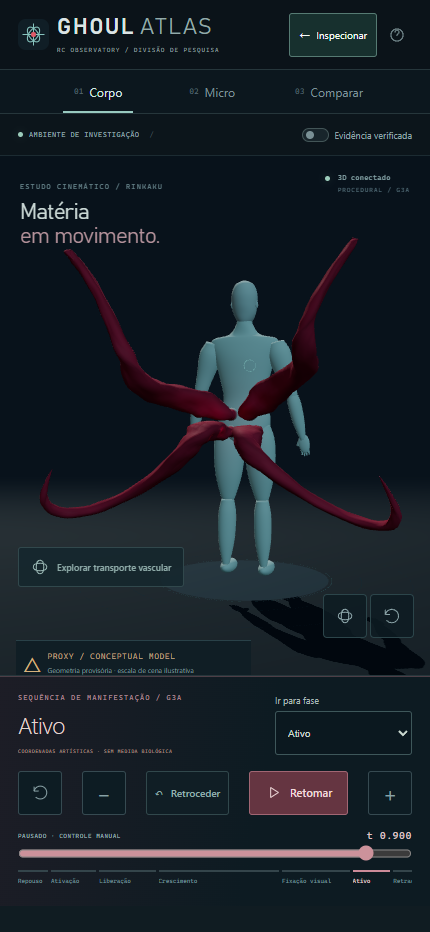 GHOUL ATLAS
RC OBSERVATORY / DIVISÃO DE PESQUISA
← Inspecionar
01 Corpo
02 Micro
03 Comparar
AMBIENTE DE INVESTIGAÇÃO /
Evidência verificada
ESTUDO CINEMÁTICO / RINKAKU
3D conectado
PROCEDURAL / G3A
Matéria
em movimento.
Explorar transporte vascular
PROXY / CONCEPTUAL MODEL
Geometria provisória · escala de cena ilustrativa
SEQUÊNCIA DE MANIFESTAÇÃO / G3A
Ir para fase
Ativo
Ativo
COORDENADAS ARTÍSTICAS · SEM MEDIDA BIOLÓGICA
− Retroceder Retomar +
PAUSADO · CONTROLE MANUAL
t 0.900
Repouso Ativação Liberação Crescimento Fixação visual Ativo Retra